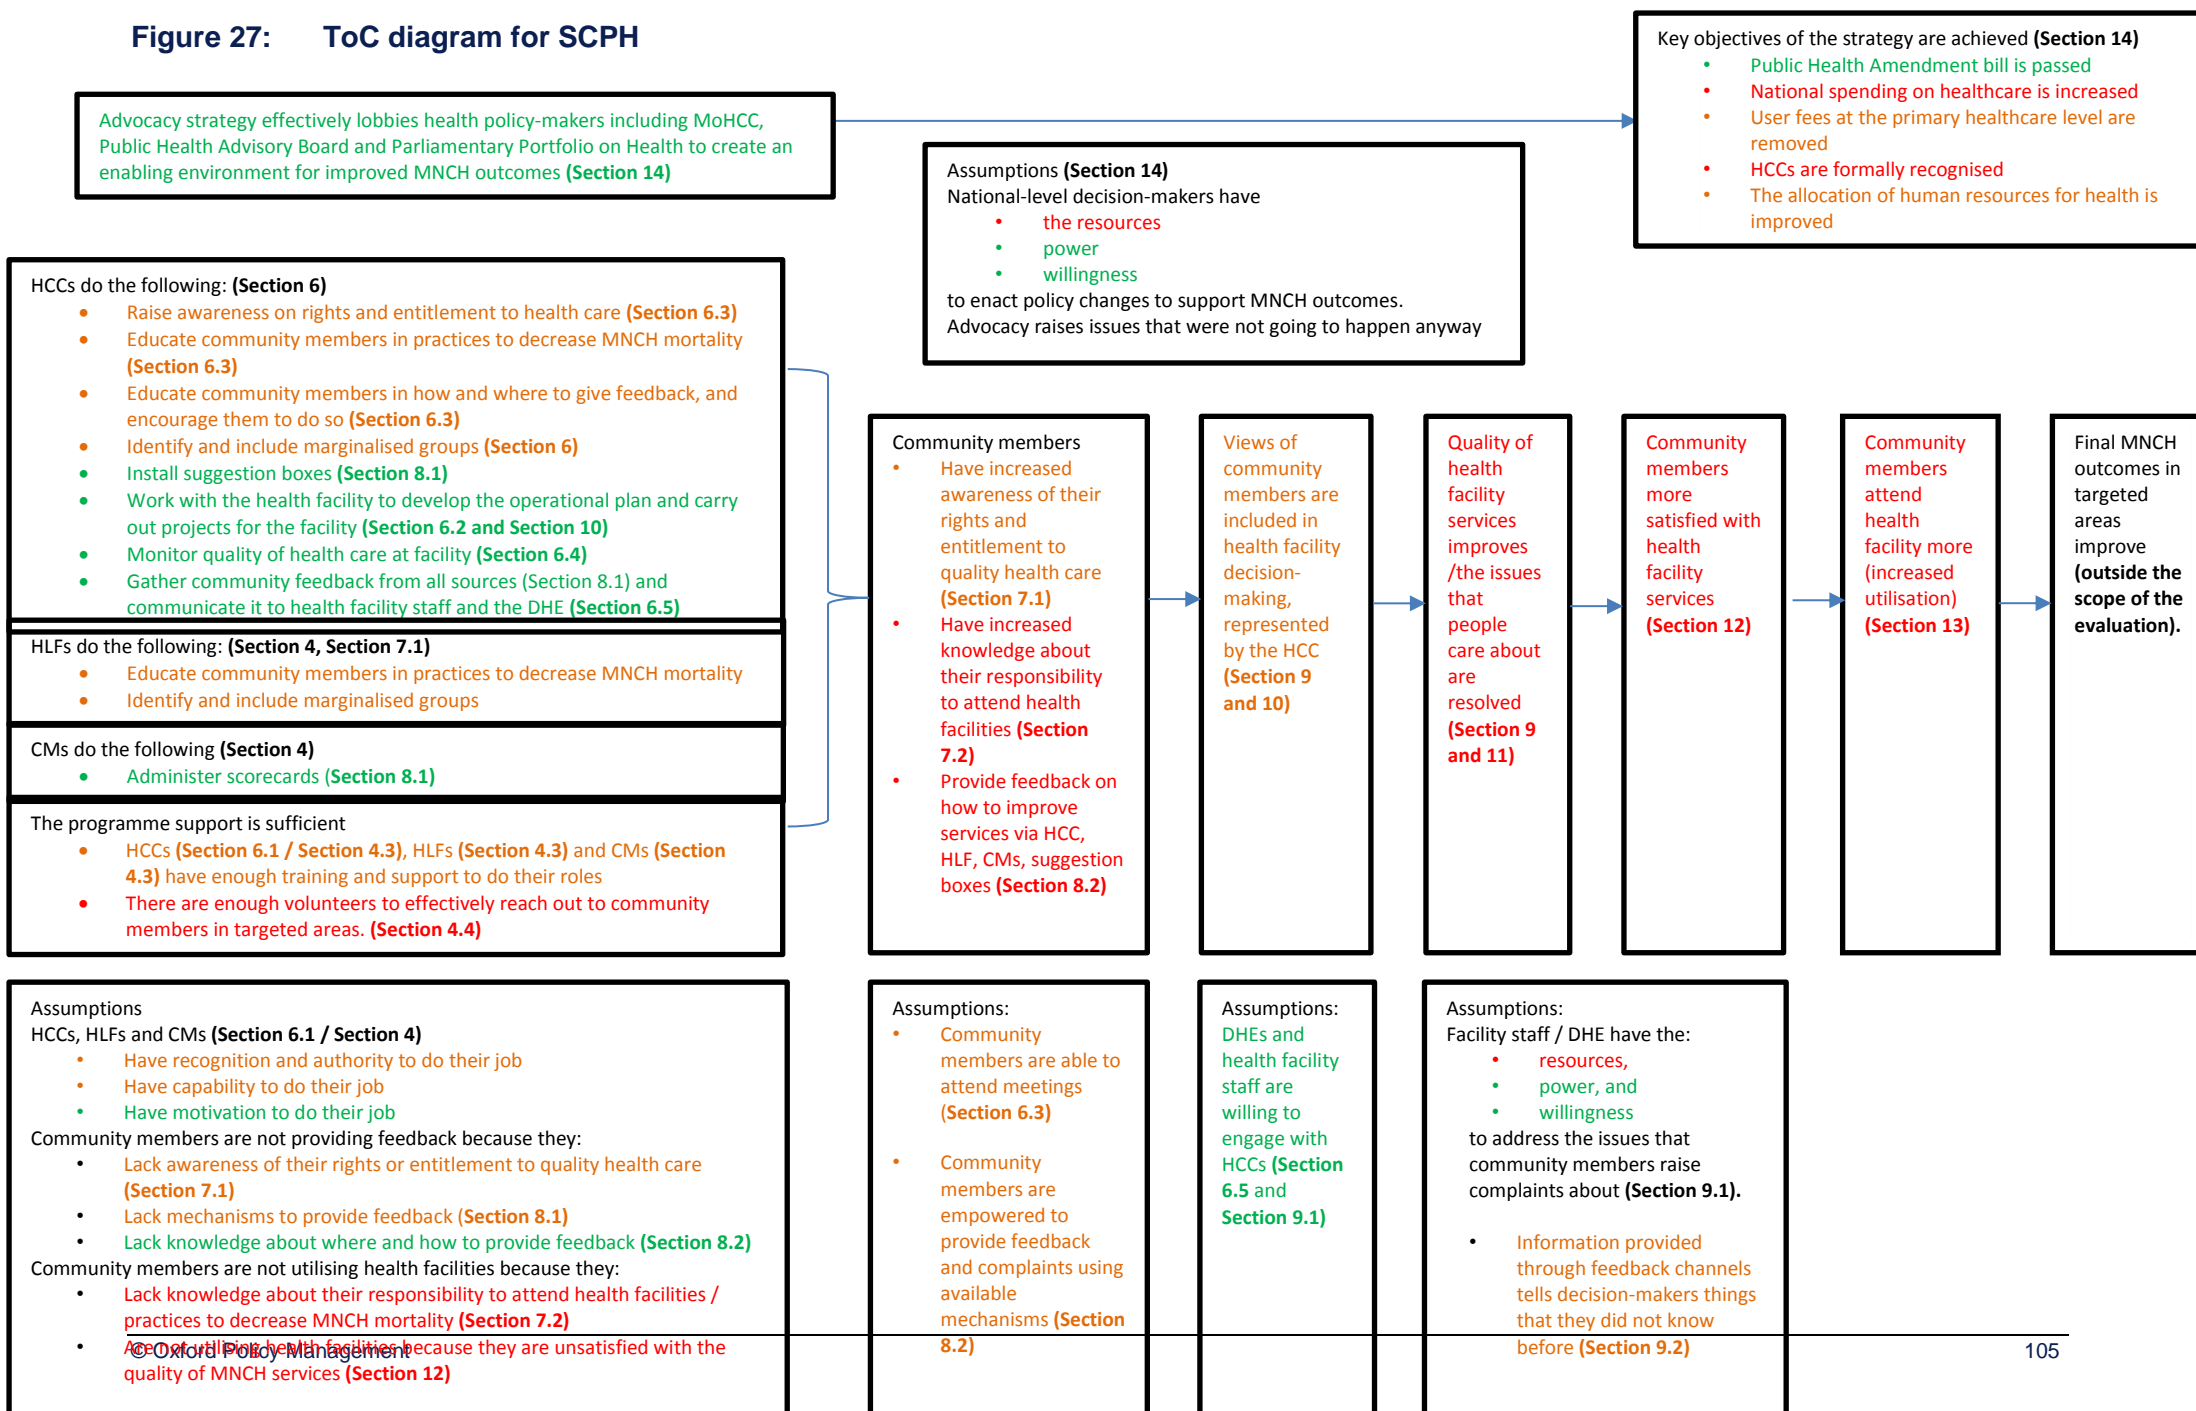 Figure 27: ToC diagram for SCPH
Key objectives of the strategy are achieved (Section 14)
• Public Health Amendment bill is passed
• National spending on healthcare is increased
• User fees at the primary healthcare level are
removed
• HCCs are formally recognised
• The allocation of human resources for health is
improved
Advocacy strategy effectively lobbies health policy-makers including MoHCC,
Public Health Advisory Board and Parliamentary Portfolio on Health to create an
enabling environment for improved MNCH outcomes (Section 14)
Assumptions (Section 14)
National-level decision-makers have
• the resources
• power
• willingness
to enact policy changes to support MNCH outcomes.
Advocacy raises issues that were not going to happen anyway
HCCs do the following: (Section 6)
• Raise awareness on rights and entitlement to health care (Section 6.3)
• Educate community members in practices to decrease MNCH mortality
(Section 6.3)
• Educate community members in how and where to give feedback, and
encourage them to do so (Section 6.3)
• Identify and include marginalised groups (Section 6)
• Install suggestion boxes (Section 8.1)
• Work with the health facility to develop the operational plan and carry
out projects for the facility (Section 6.2 and Section 10)
• Monitor quality of health care at facility (Section 6.4)
• Gather community feedback from all sources (Section 8.1) and
communicate it to health facility staff and the DHE (Section 6.5)
HLFs do the following: (Section 4, Section 7.1)
• Educate community members in practices to decrease MNCH mortality
• Identify and include marginalised groups
CMs do the following (Section 4)
• Administer scorecards (Section 8.1)
The programme support is sufficient
• HCCs (Section 6.1 / Section 4.3), HLFs (Section 4.3) and CMs (Section
4.3) have enough training and support to do their roles
• There are enough volunteers to effectively reach out to community
members in targeted areas. (Section 4.4)
Community members
• Have increased
awareness of their
rights and
entitlement to
quality health care
(Section 7.1)
• Have increased
knowledge about
their responsibility
to attend health
facilities (Section
7.2)
• Provide feedback on
how to improve
services via HCC,
HLF, CMs, suggestion
boxes (Section 8.2)
Views of
community
members are
included in
health facility
decision-
making,
represented
by the HCC
(Section 9
and 10)
Quality of
health
facility
services
improves
/the issues
that
people
care about
are
resolved
(Section 9
and 11)
Community
members
more
satisfied with
health
facility
services
(Section 12)
Community
members
attend
health
facility more
(increased
utilisation)
(Section 13)
Final MNCH
outcomes in
targeted
areas
improve
(outside the
scope of the
evaluation).
Assumptions
HCCs, HLFs and CMs (Section 6.1 / Section 4)
• Have recognition and authority to do their job
• Have capability to do their job
• Have motivation to do their job
Community members are not providing feedback because they:
• Lack awareness of their rights or entitlement to quality health care
(Section 7.1)
• Lack mechanisms to provide feedback (Section 8.1)
• Lack knowledge about where and how to provide feedback (Section 8.2)
Community members are not utilising health facilities because they:
• Lack knowledge about their responsibility to attend health facilities /
practices to decrease MNCH mortality (Section 7.2)
• Are not utilising health facilities because they are unsatisfied with the
quality of MNCH services (Section 12)
Assumptions:
• Community
members are able to
attend meetings
(Section 6.3)
• Community
members are
empowered to
provide feedback
and complaints using
available
mechanisms (Section
8.2)
Assumptions:
DHEs and
health facility
staff are
willing to
engage with
HCCs (Section
6.5 and
Section 9.1)
Assumptions:
Facility staff / DHE have the:
• resources,
• power, and
• willingness
to address the issues that
community members raise
complaints about (Section 9.1).
• Information provided
through feedback channels
tells decision-makers things
that they did not know
before (Section 9.2)
© Oxford Policy Management
105